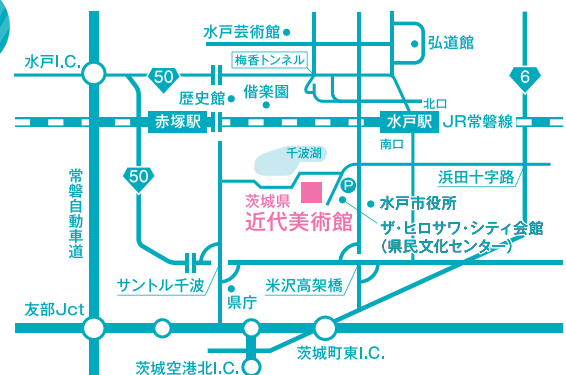 水戸芸術館
弘道館
水戸I.C.
梅香トンネル
50
6
歴史館
偕楽園
北口
赤塚駅
水戸駅
JR常磐線
南口
千波湖
50
浜田十字路
常磐自動車道
茨城県
近代美術館
P
水戸市役所
ザ・ヒロサワ・シティ会館
(県民文化センター)
サントル千波
県庁
米沢高架橋
友部Jct
茨城町東I.C.
茨城空港北I.C.